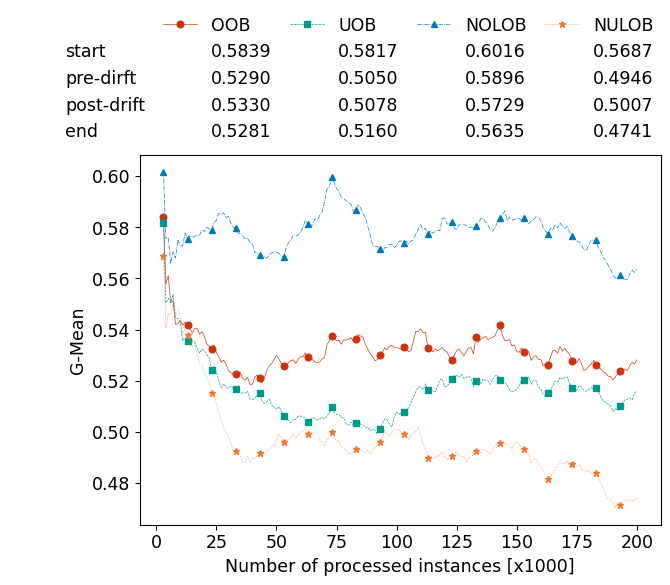 OOB UOB NOLOB NULOB
start 0.5839 0.5817 0.6016 0.5687
pre-dirft 0.5290 0.5050 0.5896 0.4946
post-drift 0.5330 0.5078 0.5729 0.5007
end 0.5281 0.5160 0.5635 0.4741
0.60
0.58
0.56
0.54
0.52
0.50
0.48
G-Mean
0 25 50 75 100 125 150 175 200
Number of processed instances [x1000]